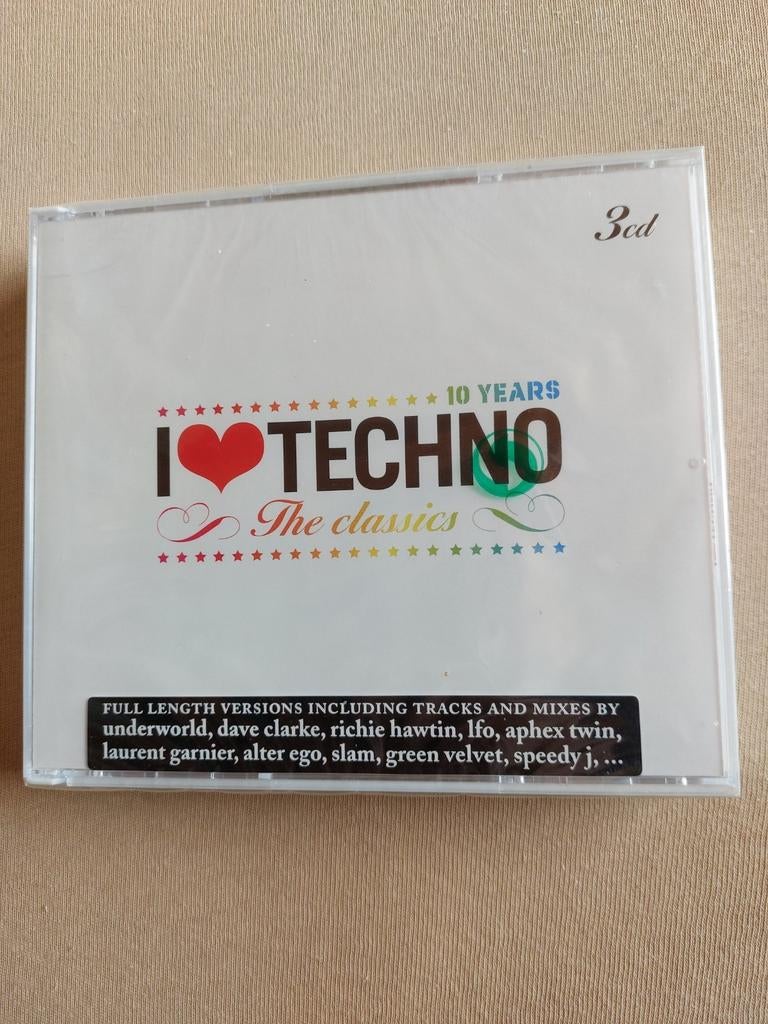 3cd
10 YEARS
I ❤ TECHNO
The classics
FULL LENGTH VERSIONS INCLUDING TRACKS AND MIXES BY
underworld, dave clarke, richie hawtin, lfo, aphex twin,
laurent garnier, alter ego, slam, green velvet, speedy j, ...